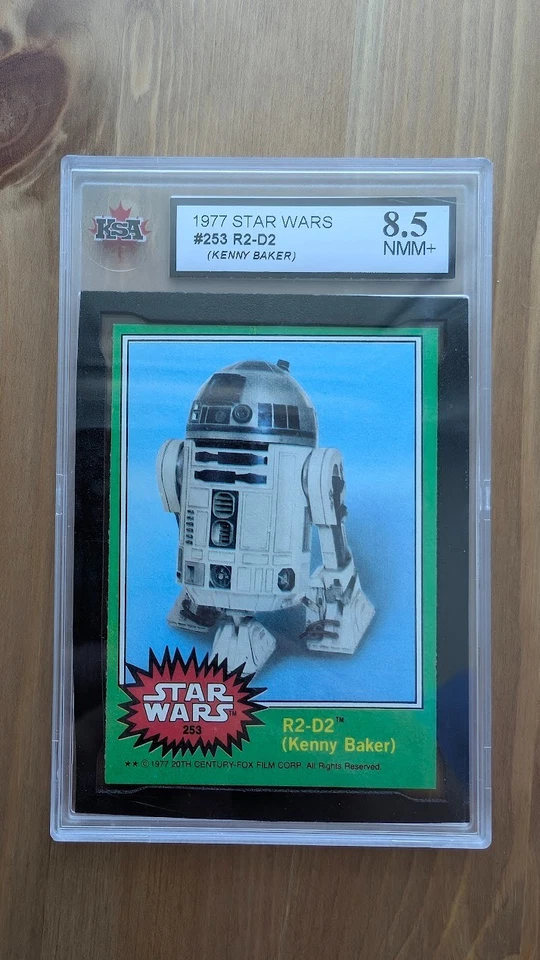 KSA
1977 STAR WARS
#253 R2-D2
(KENNY BAKER)
8.5
NMM+
STAR
WARS™
253
R2-D2™
(Kenny Baker)
★★ © 1977 20TH CENTURY-FOX FILM CORP. All Rights Reserved.